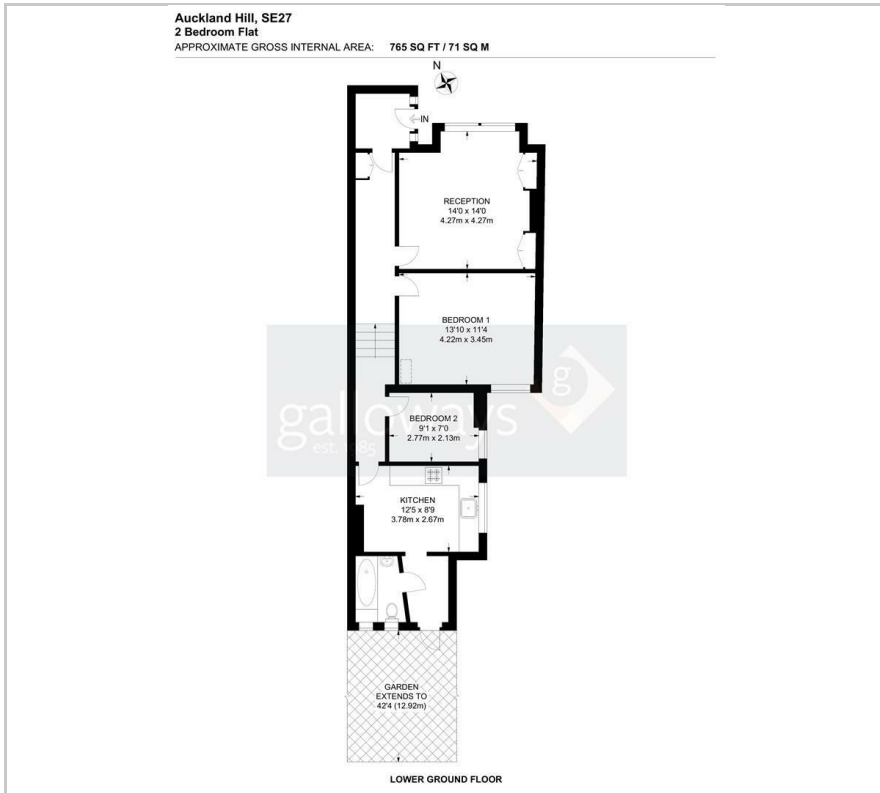 Auckland Hill, SE27
2 Bedroom Flat
APPROXIMATE GROSS INTERNAL AREA: 765 SQ FT / 71 SQ M
N
IN
RECEPTION
14'0 x 14'0
4.27m x 4.27m
BEDROOM 1
13'10 x 11'4
4.22m x 3.45m
g
galloways
est. 1985
BEDROOM 2
9'1 x 7'0
2.77m x 2.13m
KITCHEN
12'5 x 8'9
3.78m x 2.67m
GARDEN
EXTENDS TO
42'4 (12.92m)
LOWER GROUND FLOOR